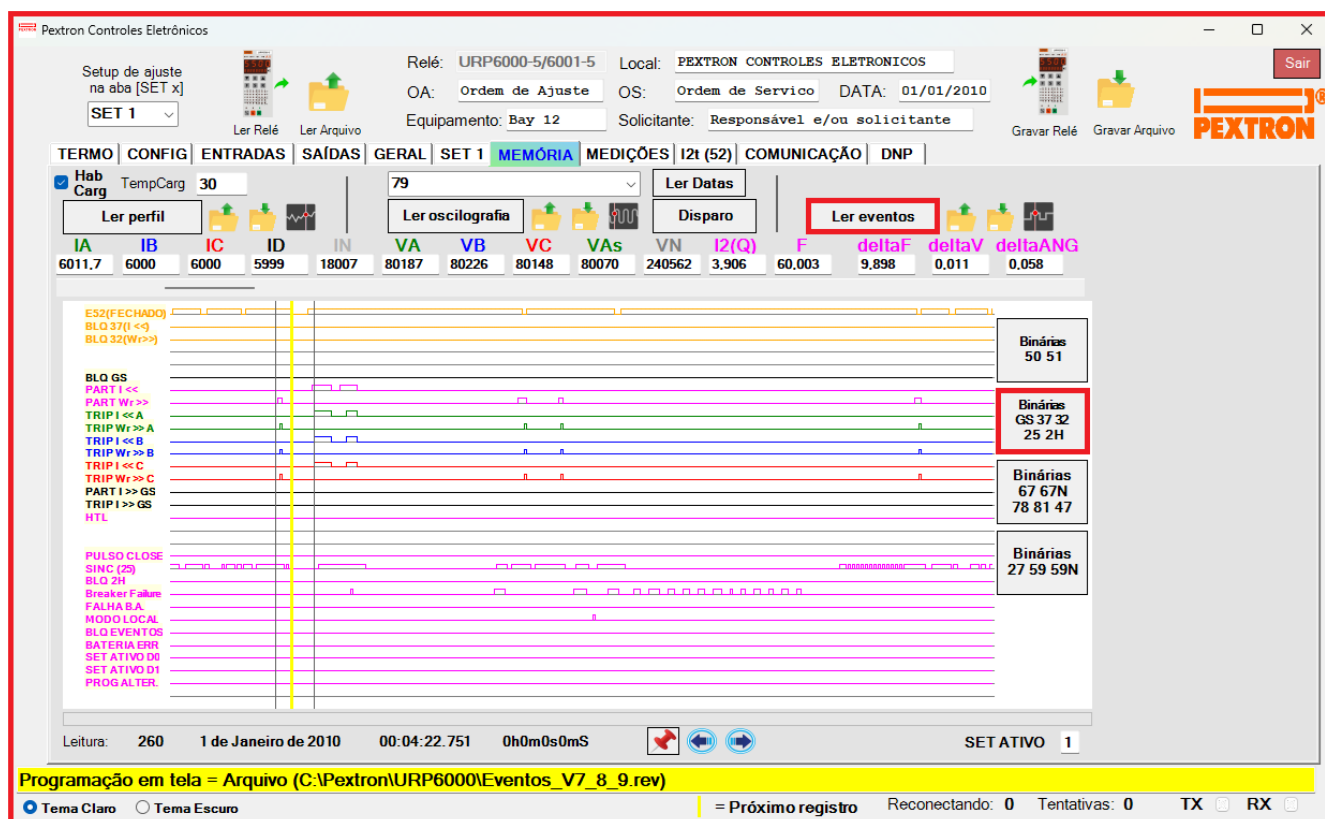 Pextron Controles Eletrônicos
Setup de ajuste
na aba [SET x]
SET 1
Ler Relé
Ler Arquivo
Relé: URP6000-5/6001-5 Local: PEXTRON CONTROLES ELETRONICOS
OA: Ordem de Ajuste OS: Ordem de Servico DATA: 01/01/2010
Equipamento: Bay 12 Solicitante: Responsável e/ou solicitante
Gravar Relé
Gravar Arquivo
Sair
PEXTRON
TERMO CONFIG ENTRADAS SAÍDAS GERAL SET 1 MEMÓRIA MEDIÇÕES I2t (52) COMUNICAÇÃO DNP
Hab
Carg
TempCarg 30
79
Ler Datas
Ler perfil
Ler oscilografia
Disparo
Ler eventos
IA IB IC ID IN VA VB VC VAs VN I2(Q) F deltaF deltaV deltaANG
6011,7 6000 6000 5999 18007 80187 80226 80148 80070 240562 3,906 60,003 9,898 0,011 0,058
E52(FECHADO)
BLQ 37(I <<)
BLQ 32(Wr>>)
BLQ GS
PART I <<
PART Wr >>
TRIP I << A
TRIP Wr >> A
TRIP I << B
TRIP Wr >> B
TRIP I << C
TRIP Wr >> C
PART I >> GS
TRIP I >> GS
HTL
PULSO CLOSE
SINC (25)
BLQ 2H
Breaker Failure
FALHA B.A.
MODO LOCAL
BLQ EVENTOS
BATERIA ERR
SET ATIVO D0
SET ATIVO D1
PROG ALTER.
Binárias
50 51
Binárias
GS 37 32
25 2H
Binárias
67 67N
78 81 47
Binárias
27 59 59N
Leitura: 260 1 de Janeiro de 2010 00:04:22.751 0h0m0s0mS SET ATIVO 1
Programação em tela = Arquivo (C:\Pextron\URP6000\Eventos_V7_8_9.rev)
Tema Claro Tema Escuro = Próximo registro Reconectando: 0 Tentativas: 0 TX RX